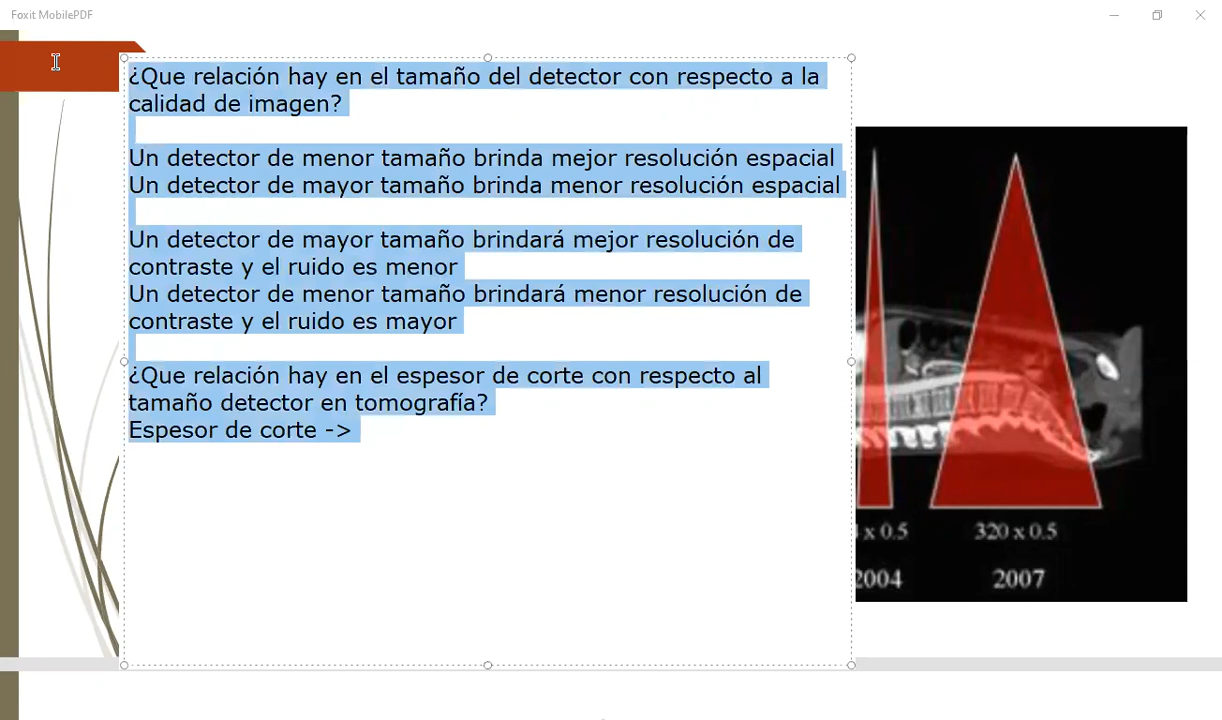 Foxit MobilePDF
¿Que relación hay en el tamaño del detector con respecto a la
calidad de imagen?
Un detector de menor tamaño brinda mejor resolución espacial
Un detector de mayor tamaño brinda menor resolución espacial
Un detector de mayor tamaño brindará mejor resolución de
contraste y el ruido es menor
Un detector de menor tamaño brindará menor resolución de
contraste y el ruido es mayor
¿Que relación hay en el espesor de corte con respecto al
tamaño detector en tomografía?
Espesor de corte ->
x 0.5 320 x 0.5
2004 2007